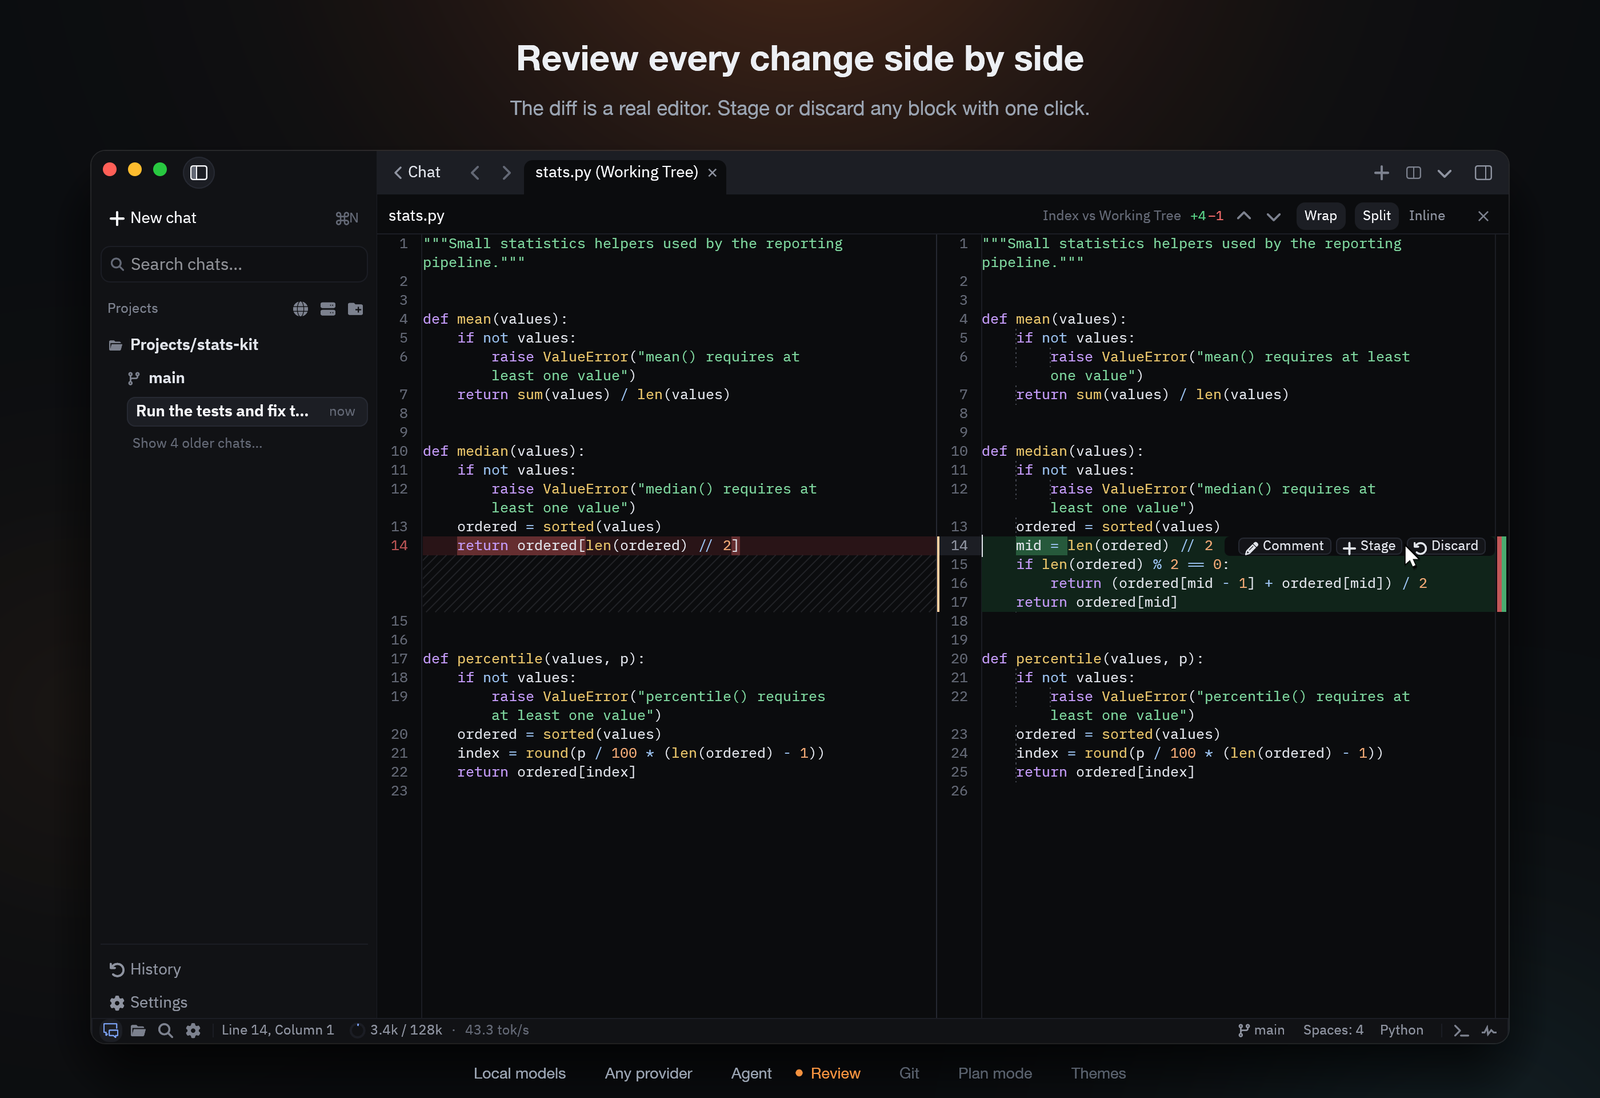 Review every change side by side
The diff is a real editor. Stage or discard any block with one click.
Chat
stats.py (Working Tree)
New chat
⌘N
Search chats...
Projects
Projects/stats-kit
main
Run the tests and fix t... now
Show 4 older chats...
History
Settings
stats.py
Index vs Working Tree +4 −1
Wrap
Split
Inline
1 """Small statistics helpers used by the reporting
pipeline."""
2
3
4 def mean(values):
5     if not values:
6         raise ValueError("mean() requires at
least one value")
7     return sum(values) / len(values)
8
9
10 def median(values):
11     if not values:
12         raise ValueError("median() requires at
least one value")
13     ordered = sorted(values)
14     return ordered[len(ordered) // 2]
15
16
17 def percentile(values, p):
18     if not values:
19         raise ValueError("percentile() requires
at least one value")
20     ordered = sorted(values)
21     index = round(p / 100 * (len(ordered) - 1))
22     return ordered[index]
23
1 """Small statistics helpers used by the reporting
pipeline."""
2
3
4 def mean(values):
5     if not values:
6         raise ValueError("mean() requires at least
one value")
7     return sum(values) / len(values)
8
9
10 def median(values):
11     if not values:
12         raise ValueError("median() requires at
least one value")
13     ordered = sorted(values)
14     mid = len(ordered) // 2
Comment
Stage
Discard
15     if len(ordered) % 2 == 0:
16         return (ordered[mid - 1] + ordered[mid]) / 2
17     return ordered[mid]
18
19
20 def percentile(values, p):
21     if not values:
22         raise ValueError("percentile() requires at
least one value")
23     ordered = sorted(values)
24     index = round(p / 100 * (len(ordered) - 1))
25     return ordered[index]
26
Line 14, Column 1
3.4k / 128k · 43.3 tok/s
main
Spaces: 4
Python
Local models
Any provider
Agent
Review
Git
Plan mode
Themes